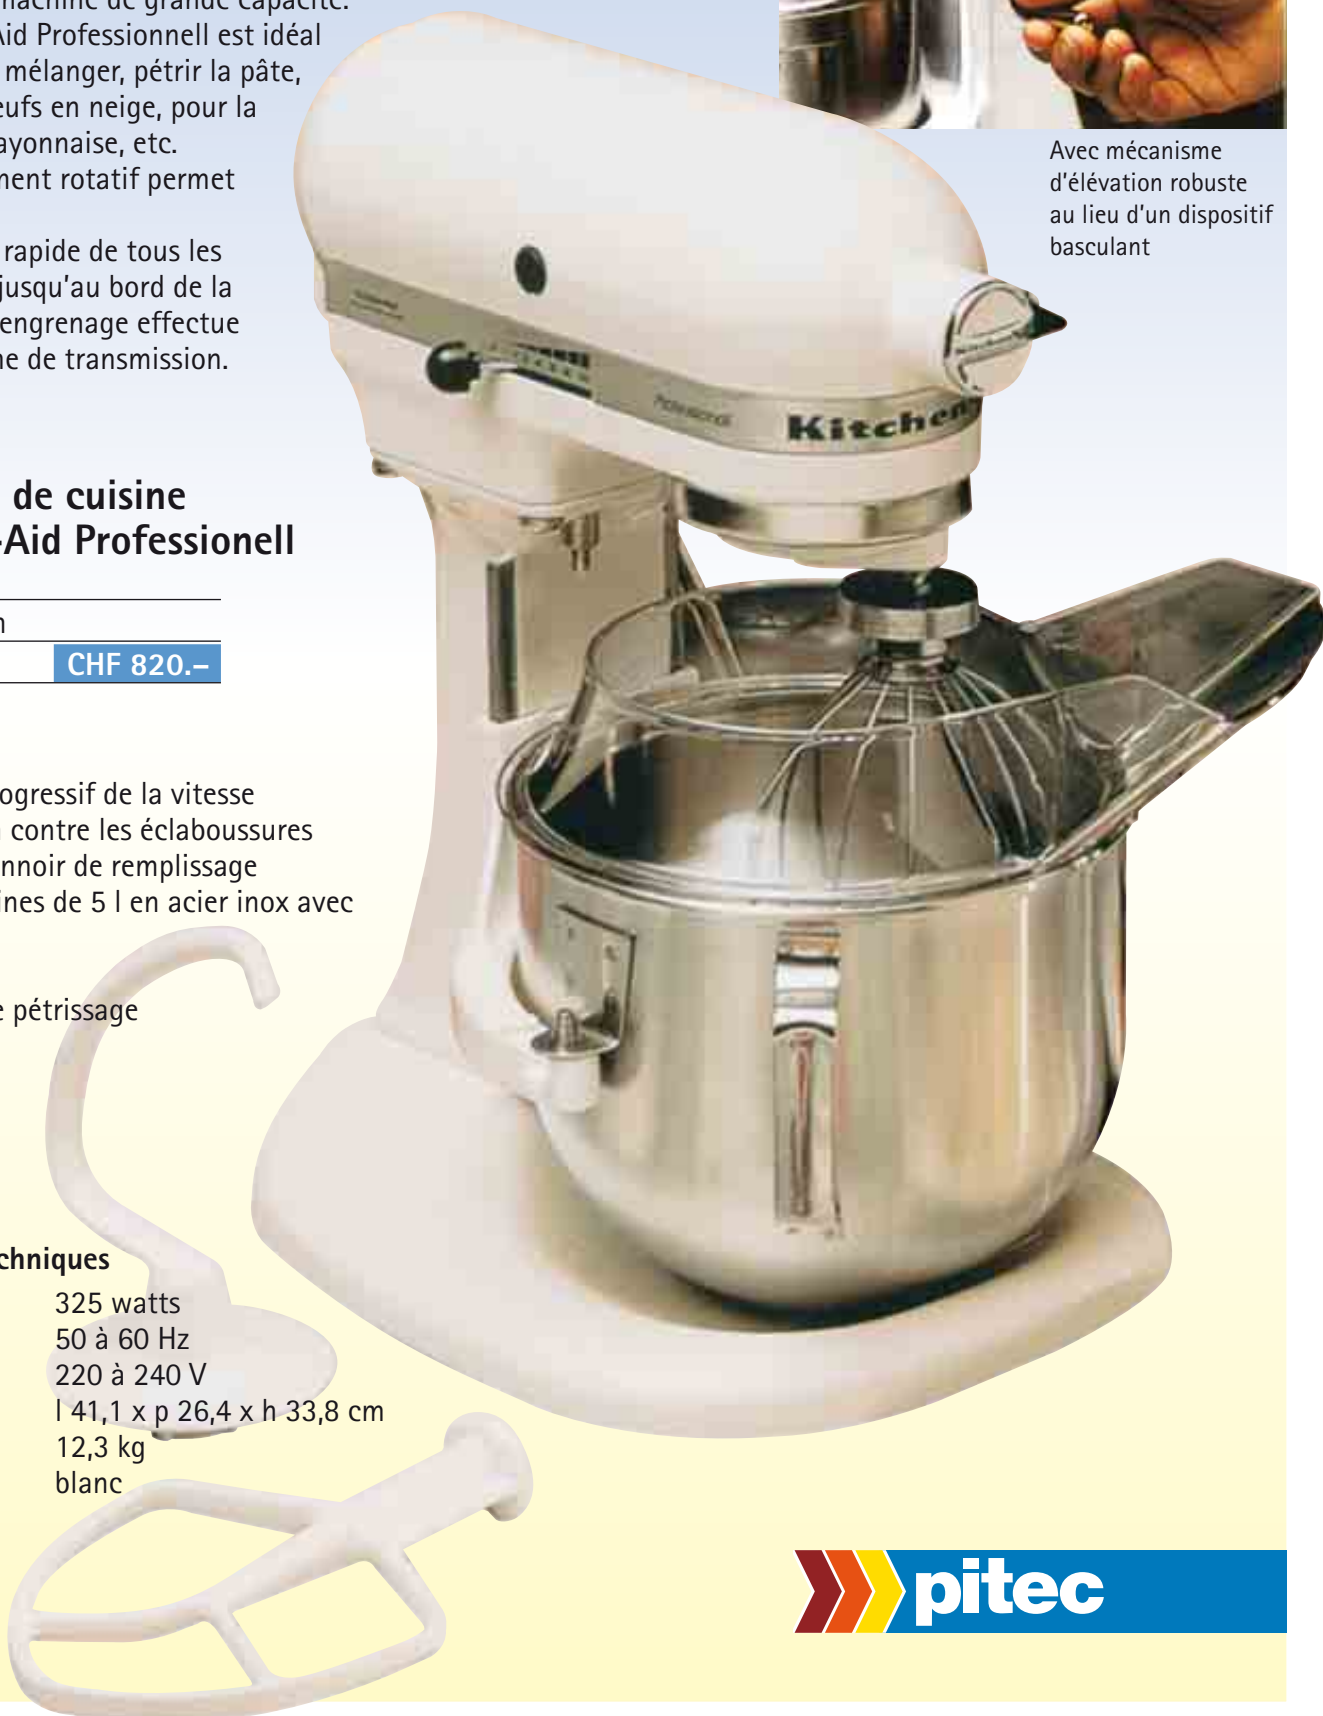 machine de grande capacité.
Aid Professionnell est idéal
mélanger, pétrir la pâte,
eufs en neige, pour la
ayonnaise, etc.
ment rotatif permet
rapide de tous les
jusqu'au bord de la
engrenage effectue
ne de transmission.
Avec mécanisme
d'élévation robuste
au lieu d'un dispositif
basculant
Professionell
Kitchen
KitchenAid
de cuisine
-Aid Professionell
n
CHF 820.–
ogressif de la vitesse
n contre les éclaboussures
nnoir de remplissage
ines de 5 l en acier inox avec
e pétrissage
chniques
325 watts
50 à 60 Hz
220 à 240 V
l 41,1 x p 26,4 x h 33,8 cm
12,3 kg
blanc
pitec